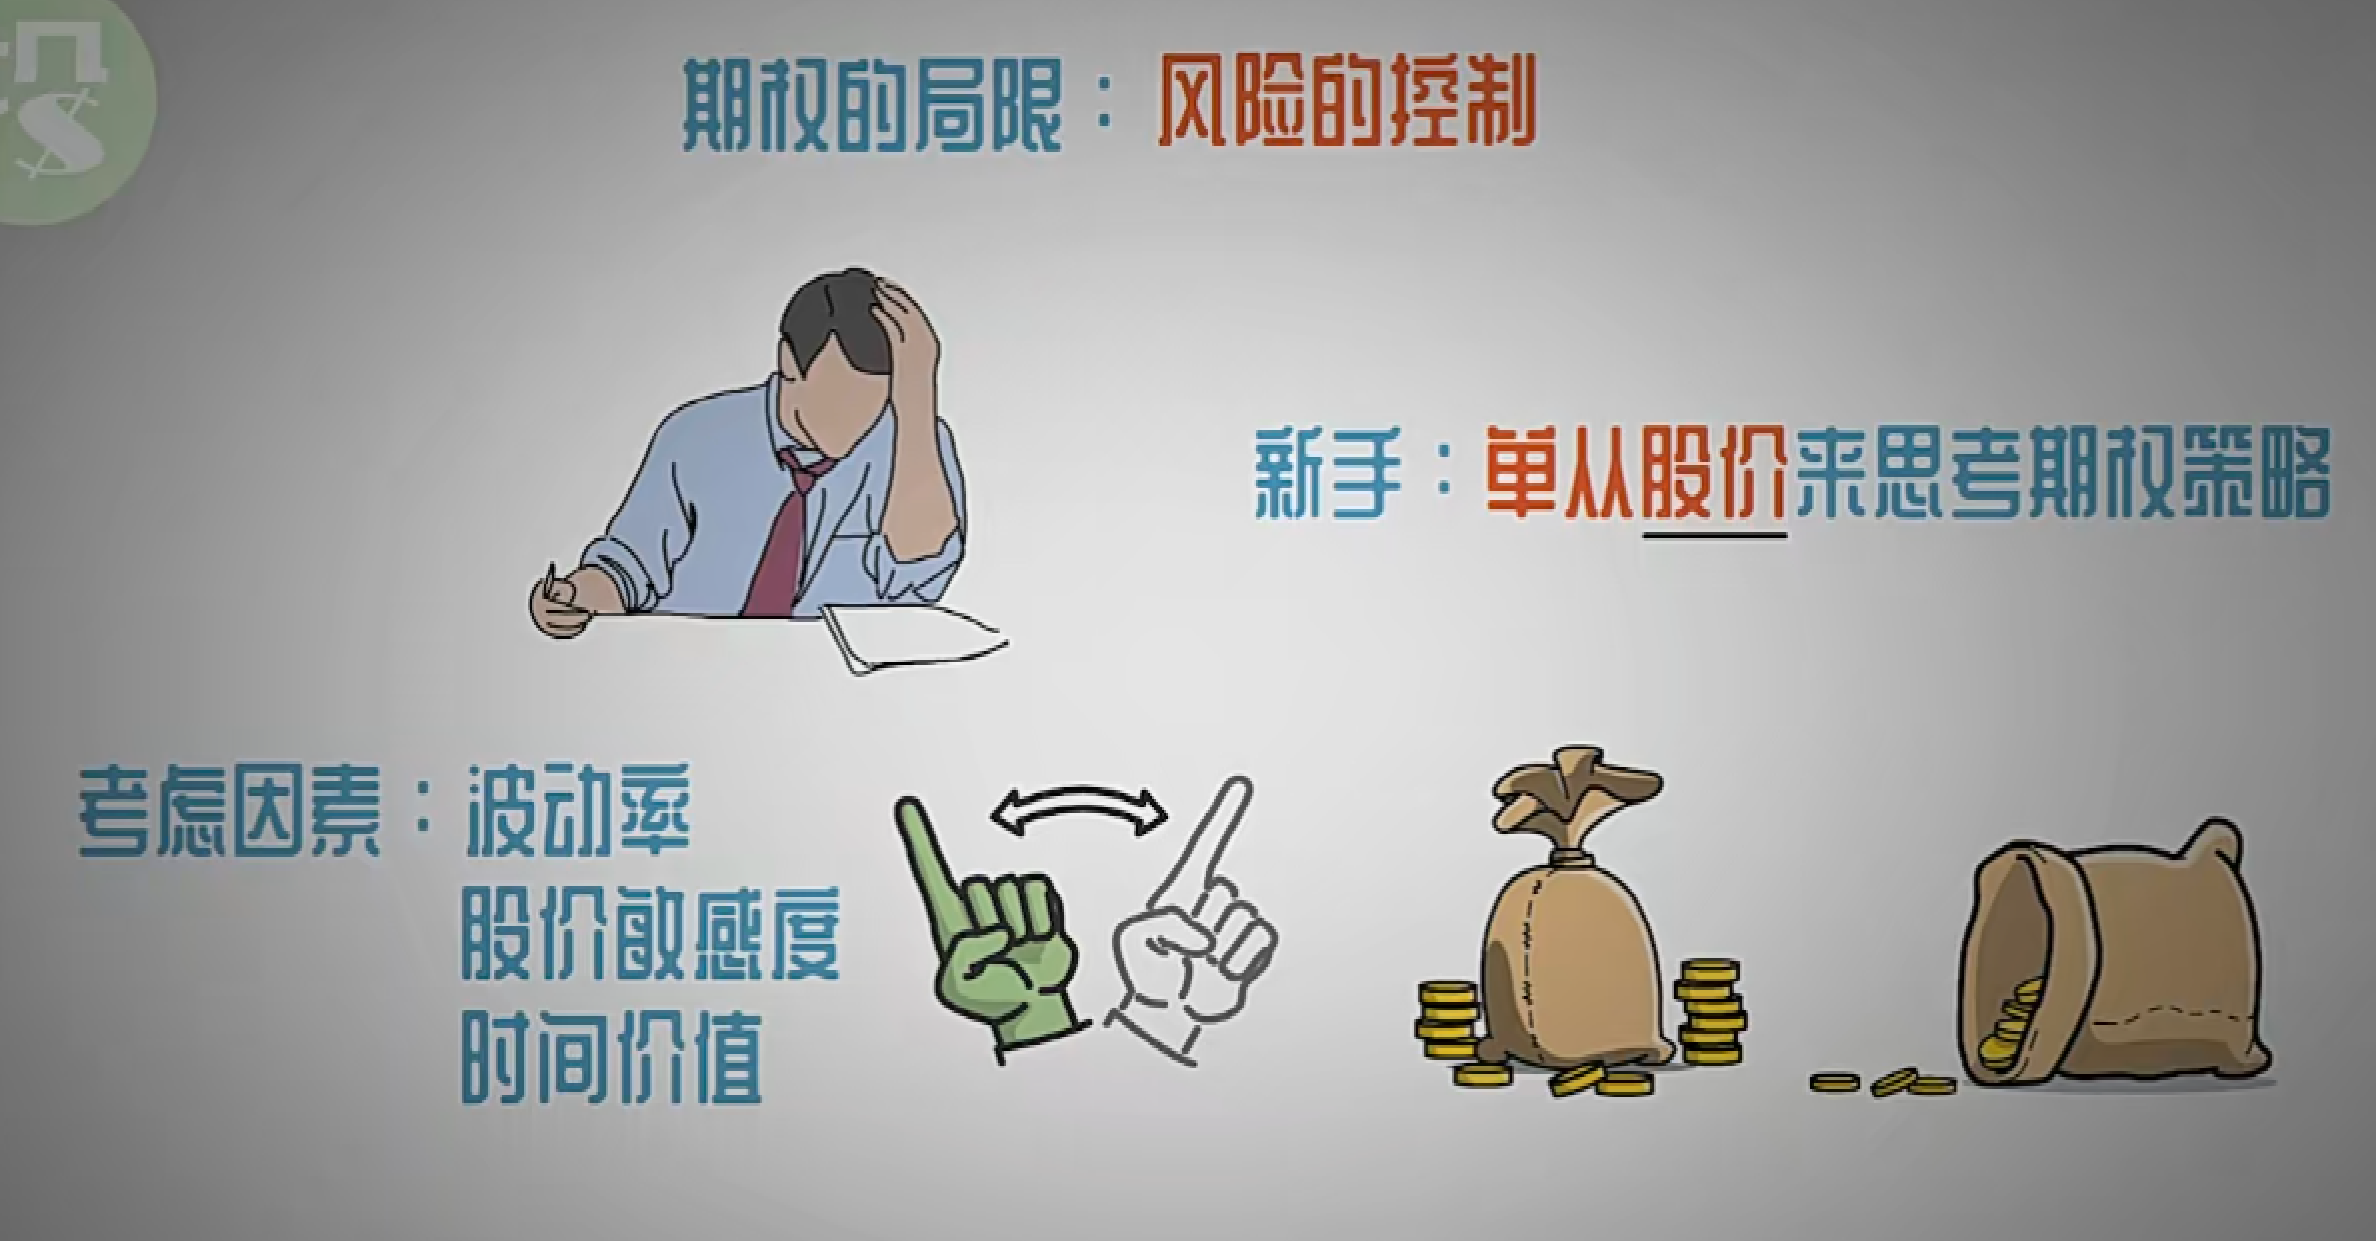 期权的局限：风险的控制
新手：单从股价来思考期权策略
考虑因素：波动率
股价敏感度
时间价值